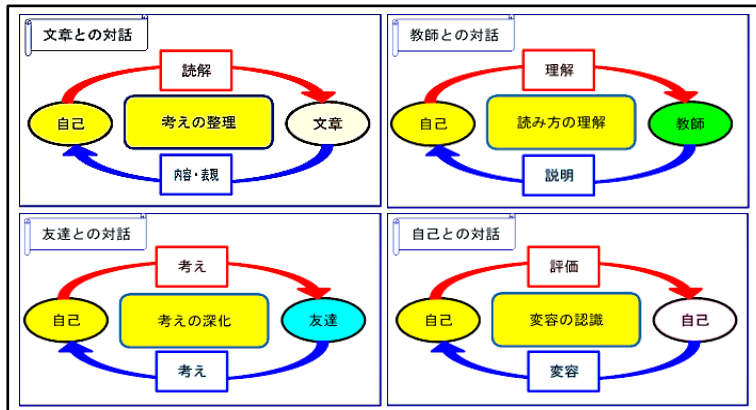 文章との対話
読解
自己
考えの整理
文章
内容・表現
教師との対話
理解
自己
読み方の理解
教師
説明
友達との対話
考え
自己
考えの深化
友達
考え
自己との対話
評価
自己
変容の認識
自己
変容